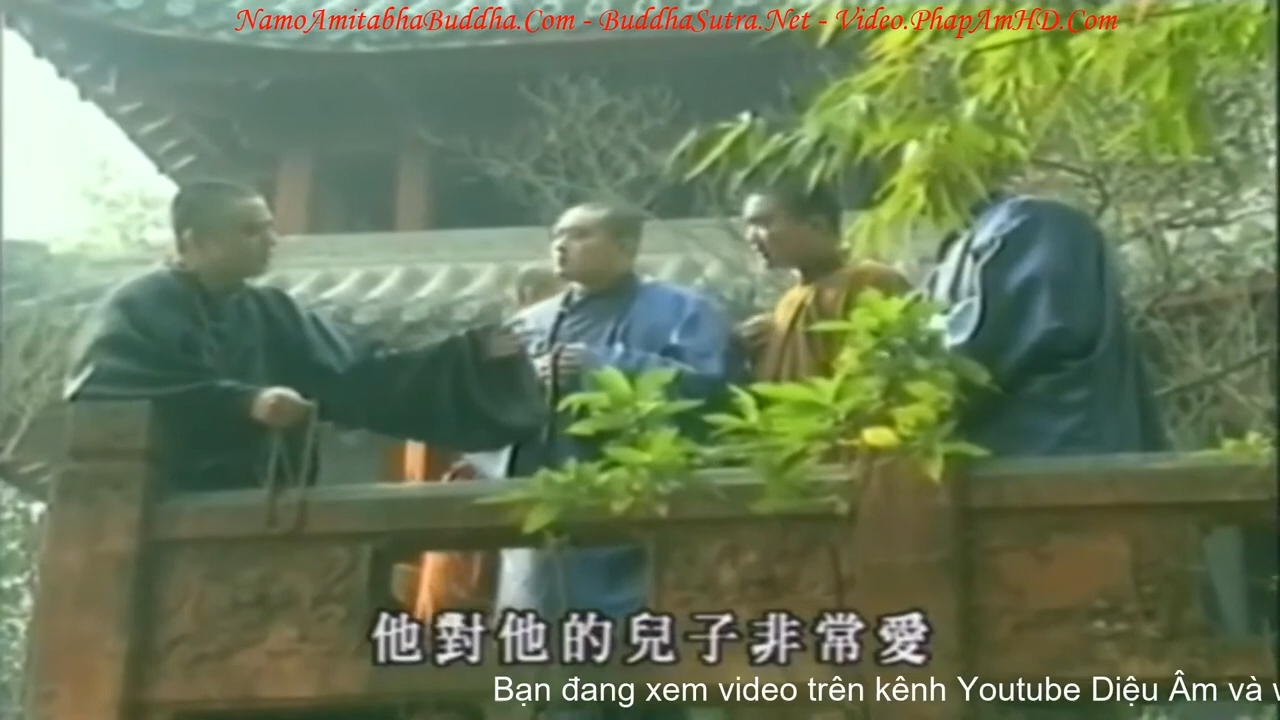 NamoAmitabhaBuddha.Com - BuddhaSutra.Net - Video.PhapAmHD.Com
他對他的兒子非常愛
Bạn đang xem video trên kênh Youtube Diệu Âm và